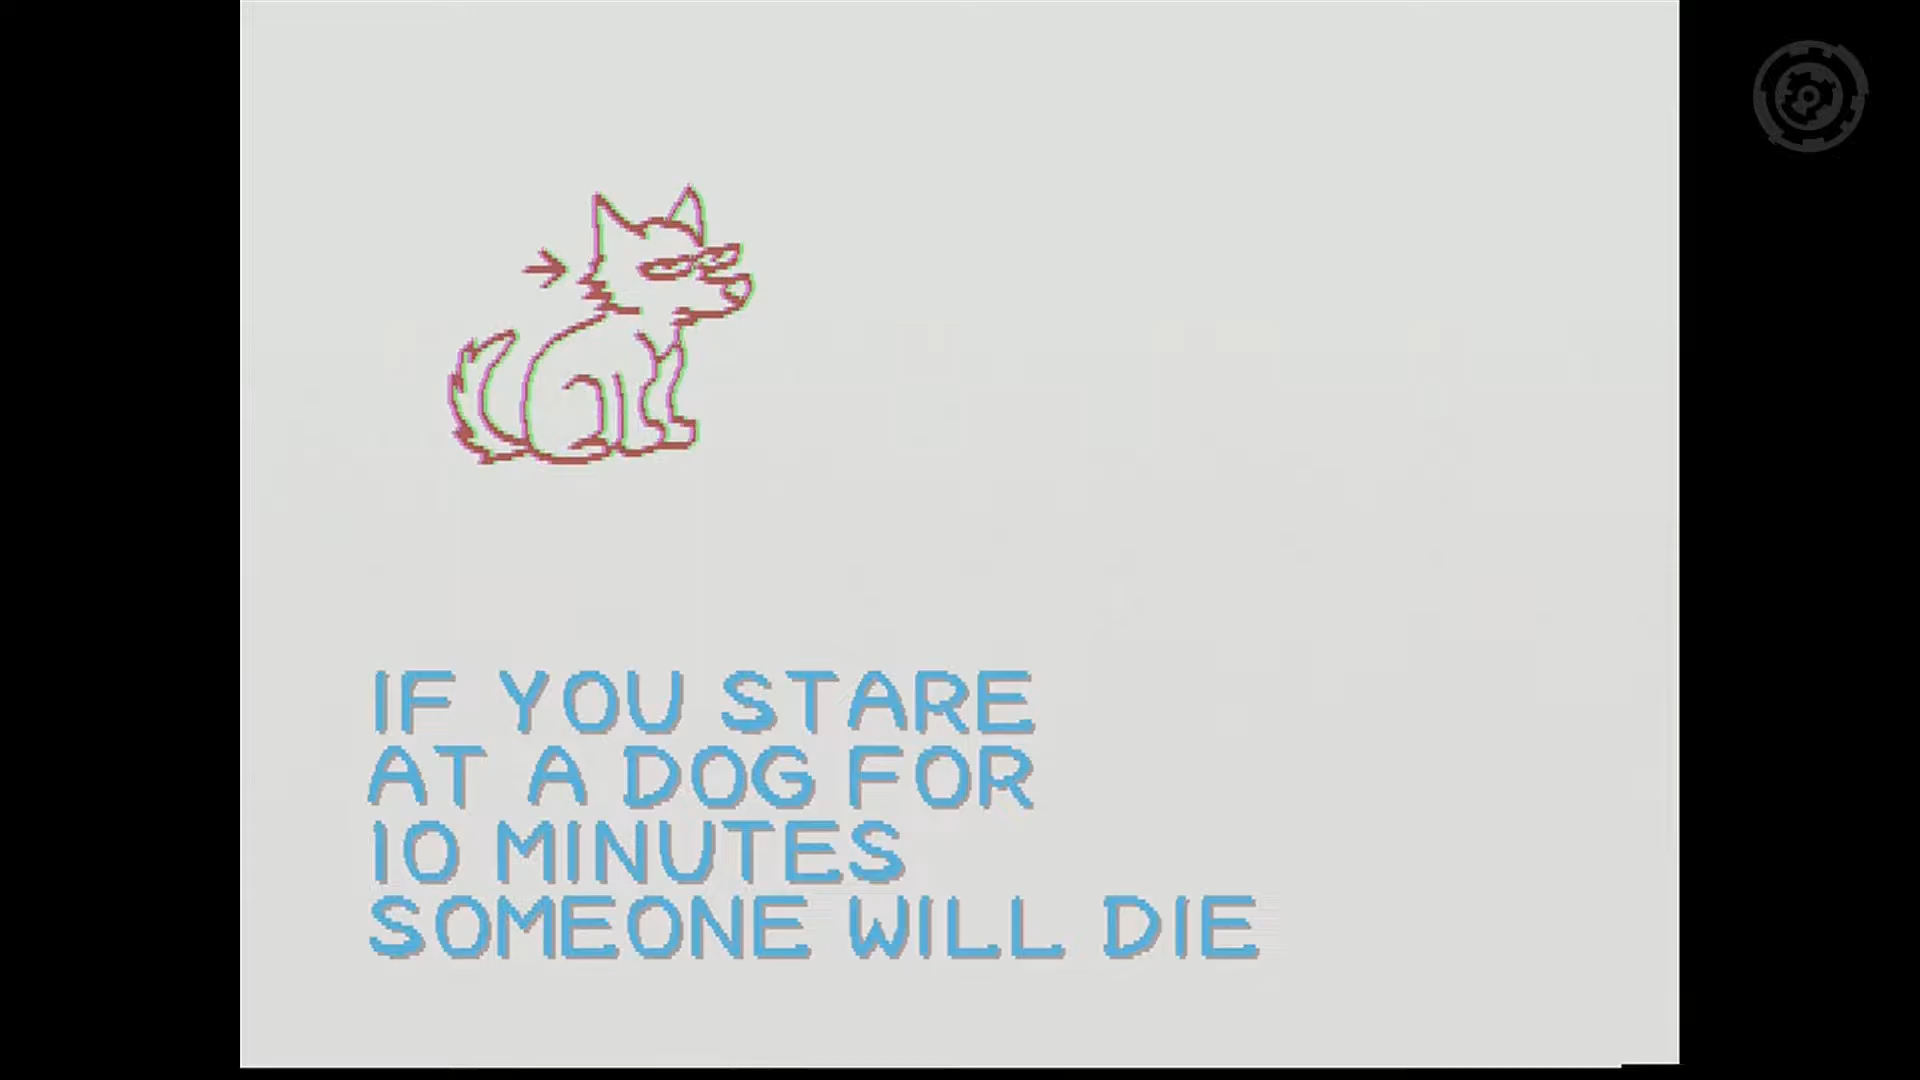 IF YOU STARE
AT A DOG FOR
10 MINUTES
SOMEONE WILL DIE